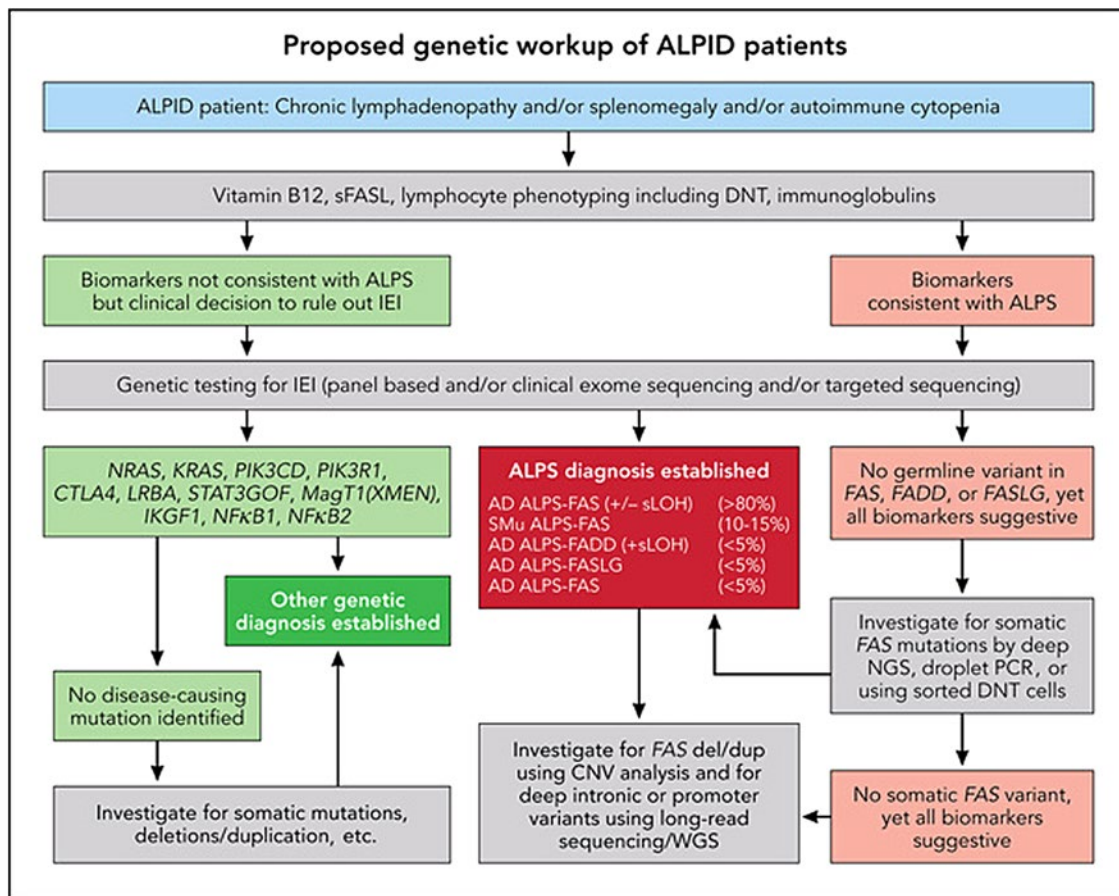 Proposed genetic workup of ALPID patients
ALPID patient: Chronic lymphadenopathy and/or splenomegaly and/or autoimmune cytopenia
Vitamin B12, sFASL, lymphocyte phenotyping including DNT, immunoglobulins
Biomarkers not consistent with ALPS
but clinical decision to rule out IEI
Biomarkers
consistent with ALPS
Genetic testing for IEI (panel based and/or clinical exome sequencing and/or targeted sequencing)
NRAS, KRAS, PIK3CD, PIK3R1,
CTLA4, LRBA, STAT3GOF, MagT1(XMEN),
IKGF1, NFκB1, NFκB2
ALPS diagnosis established
AD ALPS-FAS (+/– sLOH) (>80%)
SMu ALPS-FAS (10-15%)
AD ALPS-FADD (+sLOH) (<5%)
AD ALPS-FASLG (<5%)
AD ALPS-FAS (<5%)
No germline variant in
FAS, FADD, or FASLG, yet
all biomarkers suggestive
Other genetic
diagnosis established
Investigate for somatic
FAS mutations by deep
NGS, droplet PCR, or
using sorted DNT cells
No disease-causing
mutation identified
Investigate for somatic mutations,
deletions/duplication, etc.
Investigate for FAS del/dup
using CNV analysis and for
deep intronic or promoter
variants using long-read
sequencing/WGS
No somatic FAS variant,
yet all biomarkers
suggestive